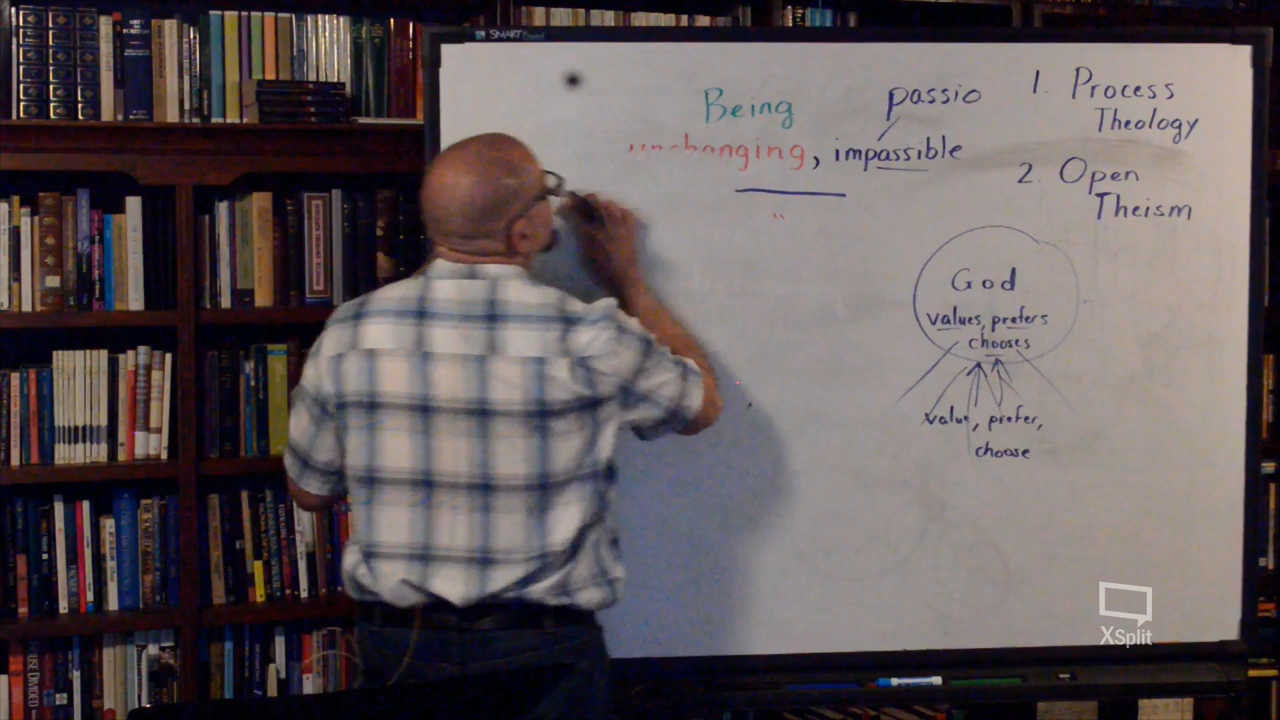 SMART Board
Being
passio
unchanging, impassible
1. Process
Theology
2. Open
Theism
God
values, prefers
chooses
value, prefer,
choose
XSplit